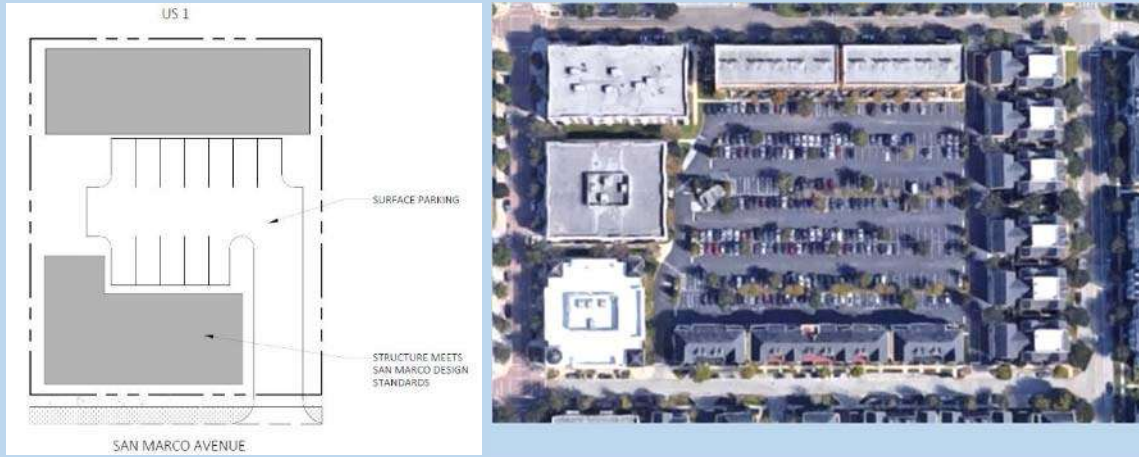 US 1
SURFACE PARKING
STRUCTURE MEETS
SAN MARCO DESIGN
STANDARDS
SAN MARCO AVENUE